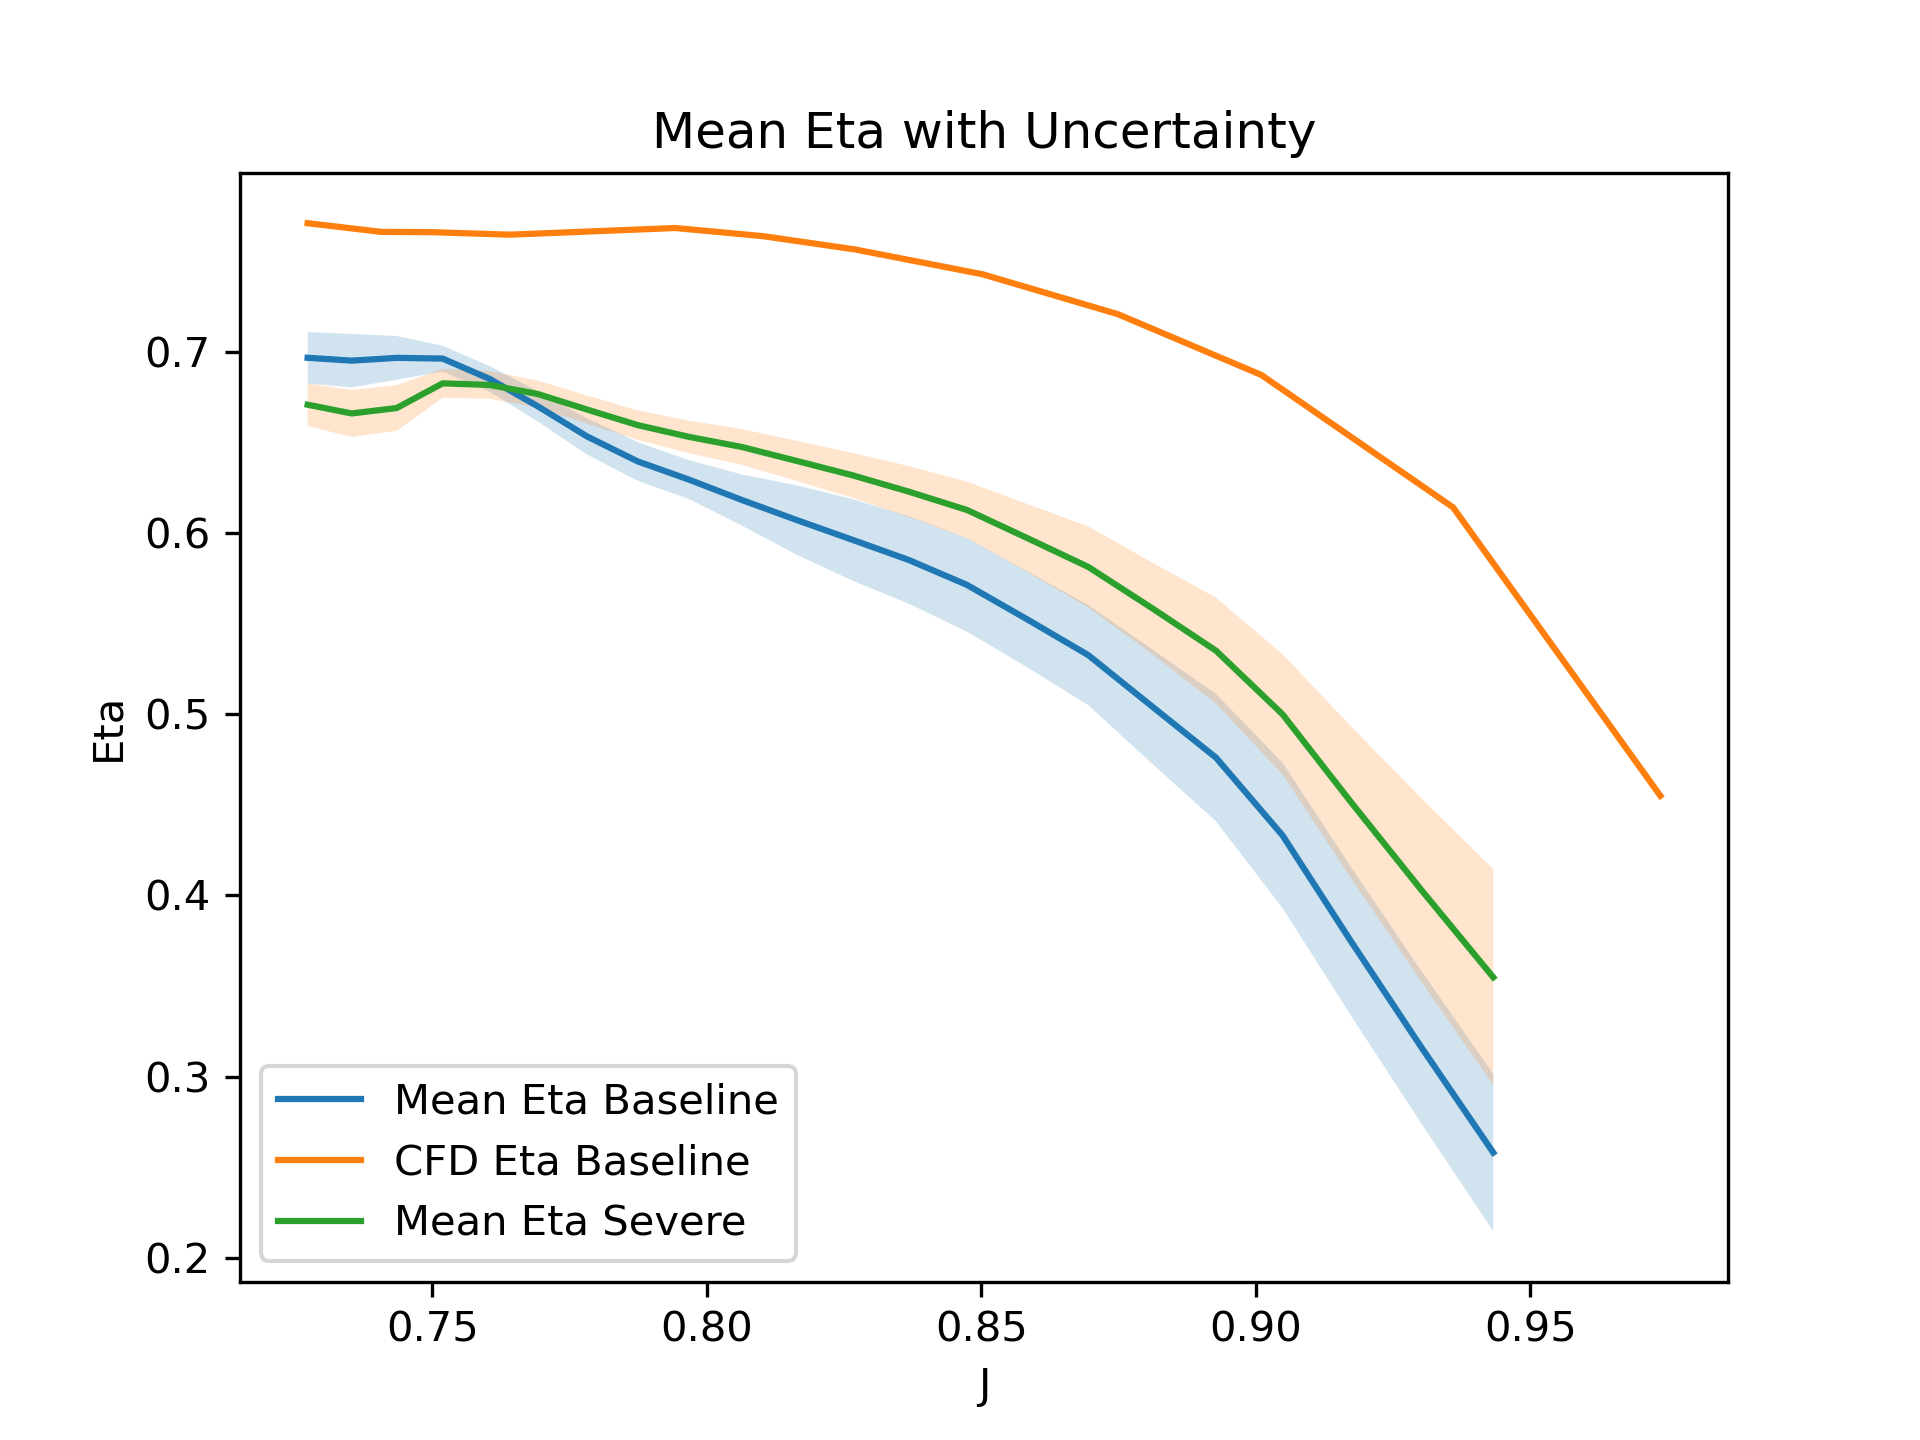 Mean Eta with Uncertainty
Eta
0.7
0.6
0.5
0.4
0.3
0.2
Mean Eta Baseline
CFD Eta Baseline
Mean Eta Severe
0.75 0.80 0.85 0.90 0.95
J